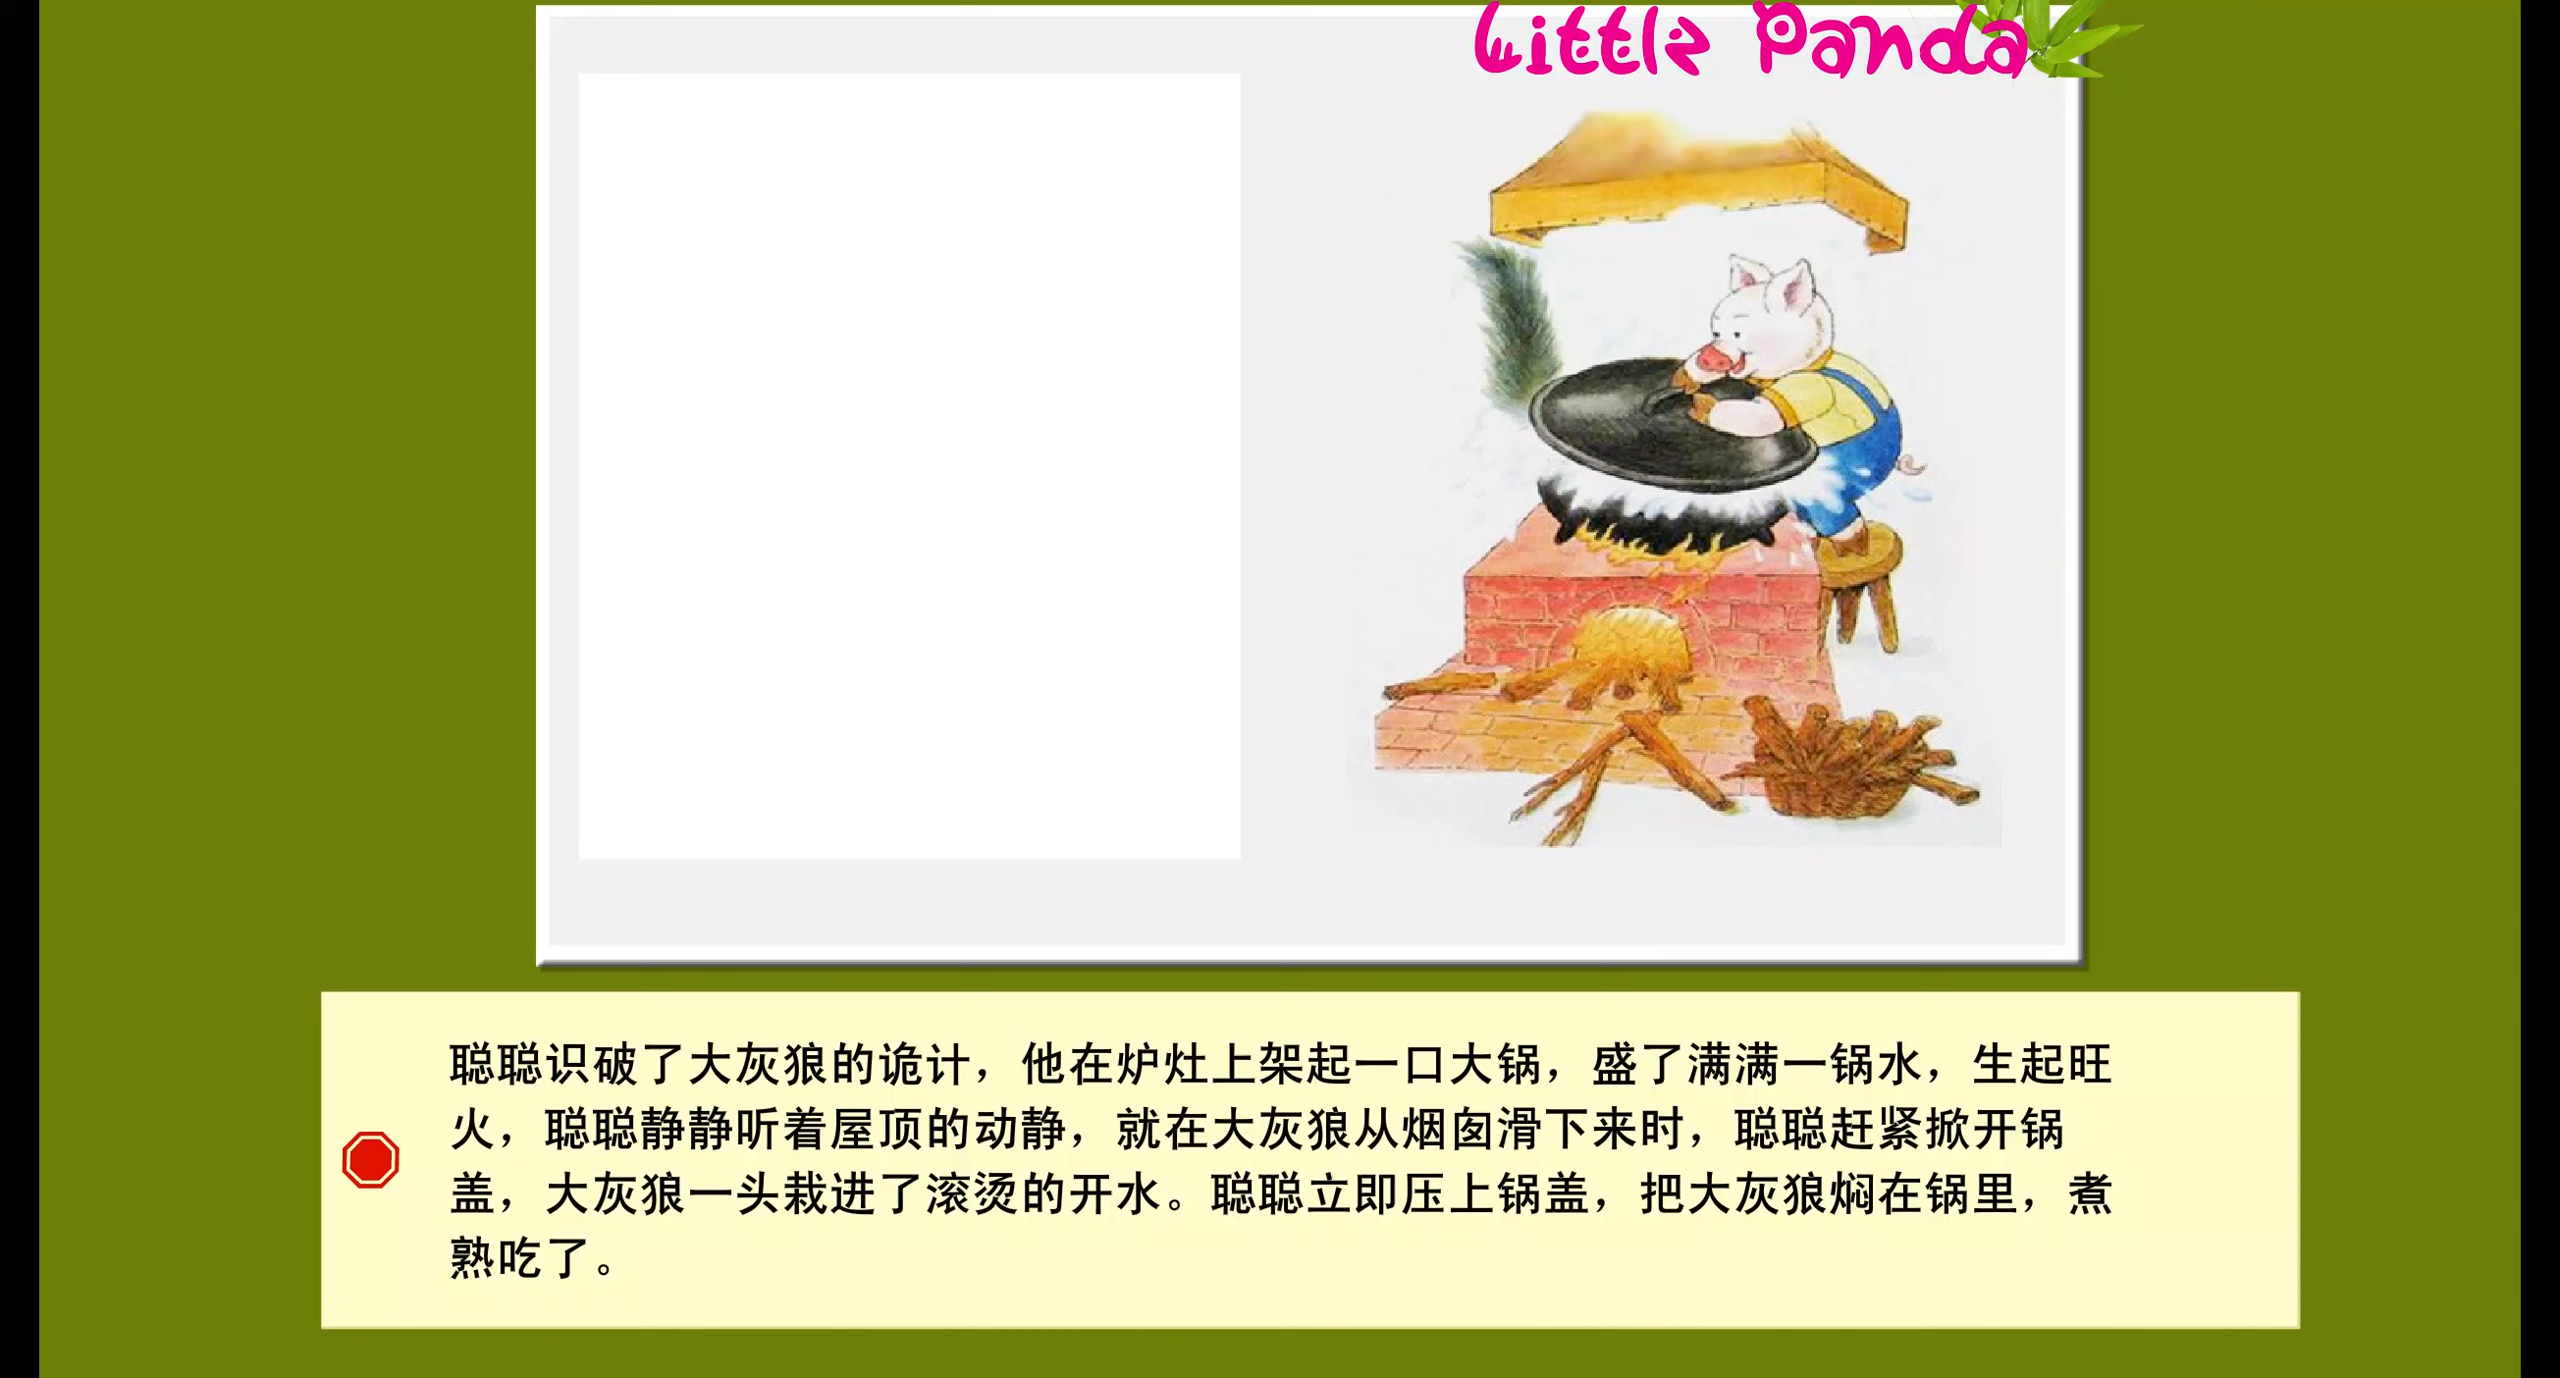 Little Panda
聪聪识破了大灰狼的诡计，他在炉灶上架起一口大锅，盛了满满一锅水，生起旺
火，聪聪静静听着屋顶的动静，就在大灰狼从烟囱滑下来时，聪聪赶紧掀开锅
盖，大灰狼一头栽进了滚烫的开水。聪聪立即压上锅盖，把大灰狼焖在锅里，煮
熟吃了。